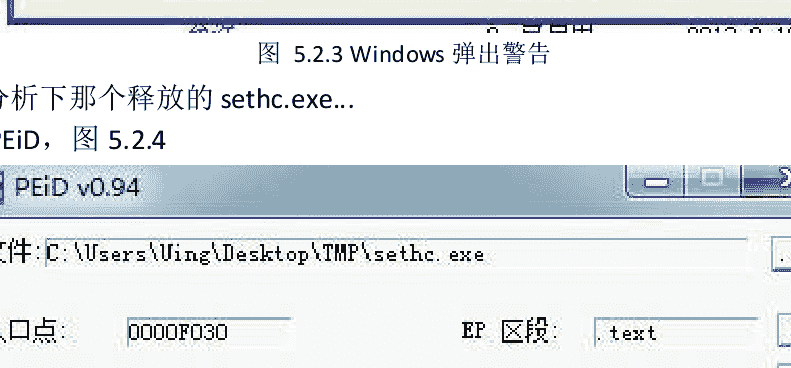 图 5.2.3 Windows 弹出警告
分析下那个释放的 sethc.exe...
PEiD，图 5.2.4
PEiD v0.94
文件: C:\Users\Wing\Desktop\TMP\sethc.exe ..
入口点: 0000F030 EP 区段: .text